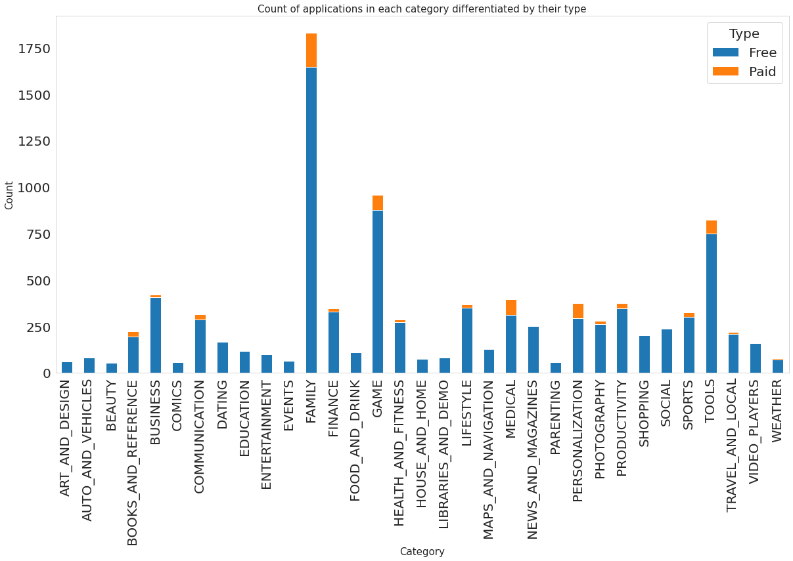 Count of applications in each category differentiated by their type
Type
Free
Paid
Count
1750
1500
1250
1000
750
500
250
0
ART_AND_DESIGN
AUTO_AND_VEHICLES
BEAUTY
BOOKS_AND_REFERENCE
BUSINESS
COMICS
COMMUNICATION
DATING
EDUCATION
ENTERTAINMENT
EVENTS
FAMILY
FINANCE
FOOD_AND_DRINK
GAME
HEALTH_AND_FITNESS
HOUSE_AND_HOME
LIBRARIES_AND_DEMO
LIFESTYLE
MAPS_AND_NAVIGATION
MEDICAL
NEWS_AND_MAGAZINES
PARENTING
PERSONALIZATION
PHOTOGRAPHY
PRODUCTIVITY
SHOPPING
SOCIAL
SPORTS
TOOLS
TRAVEL_AND_LOCAL
VIDEO_PLAYERS
WEATHER
Category